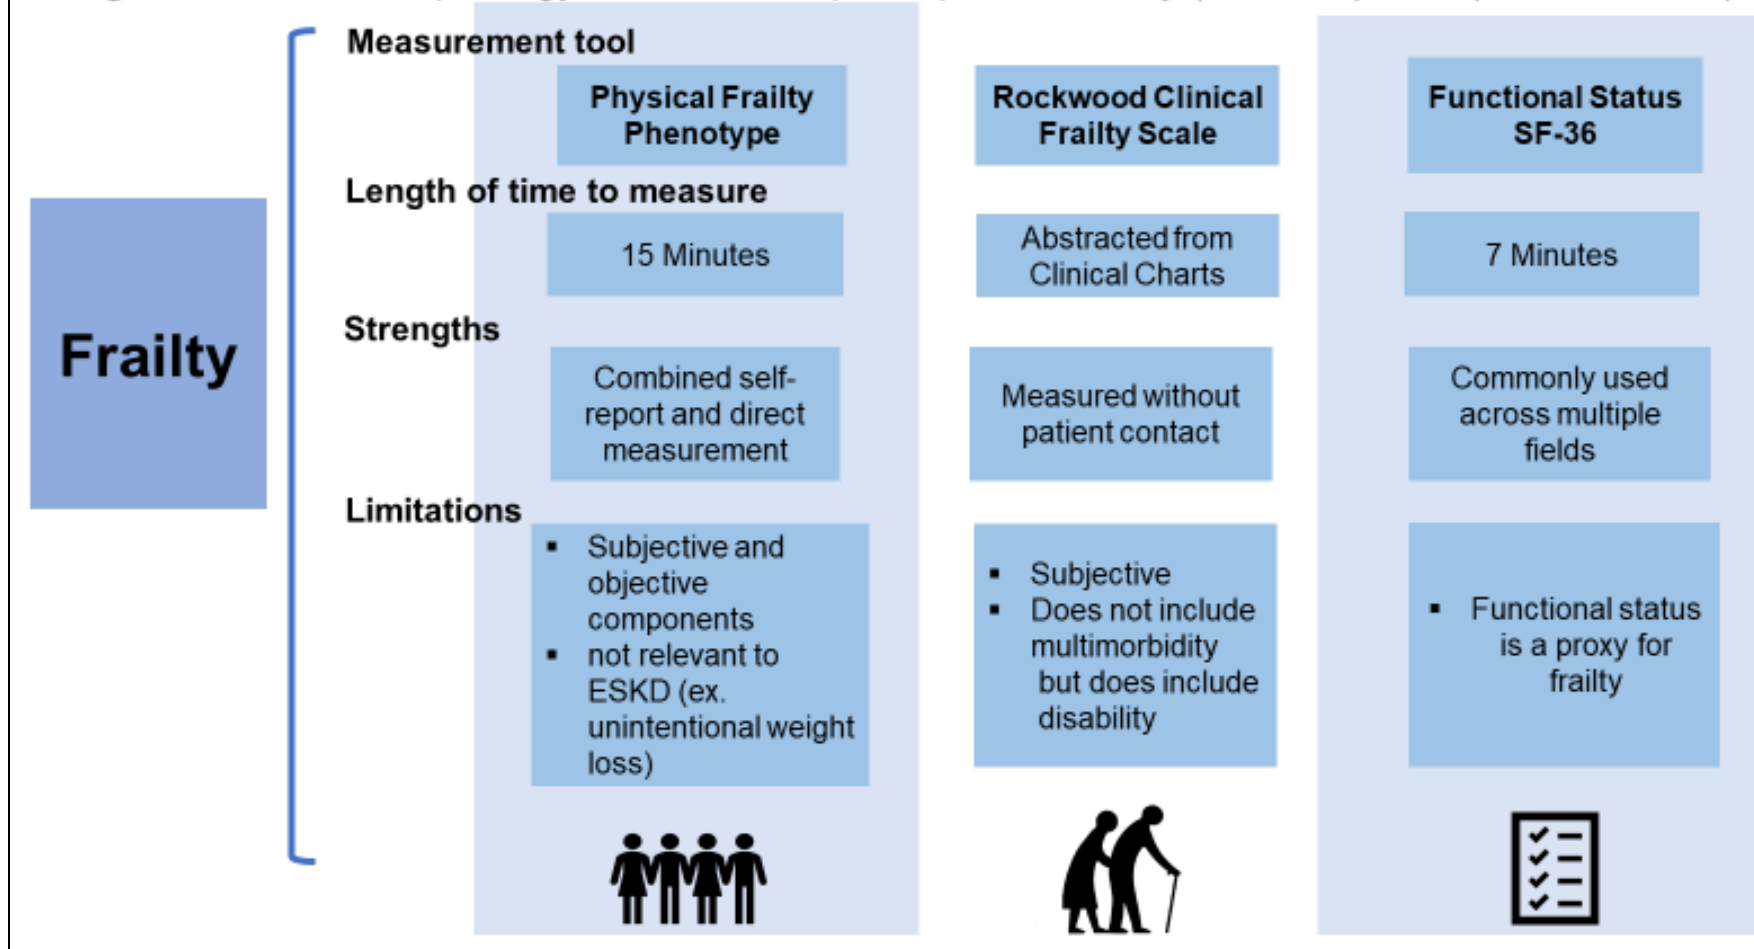 Measurement tool
Physical Frailty
Phenotype
Rockwood Clinical
Frailty Scale
Functional Status
SF-36
Length of time to measure
15 Minutes
Abstracted from
Clinical Charts
7 Minutes
Frailty
Strengths
Combined self-
report and direct
measurement
Measured without
patient contact
Commonly used
across multiple
fields
Limitations
▪ Subjective and
objective
components
▪ not relevant to
ESKD (ex.
unintentional weight
loss)
▪ Subjective
▪ Does not include
multimorbidity
but does include
disability
▪ Functional status
is a proxy for
frailty